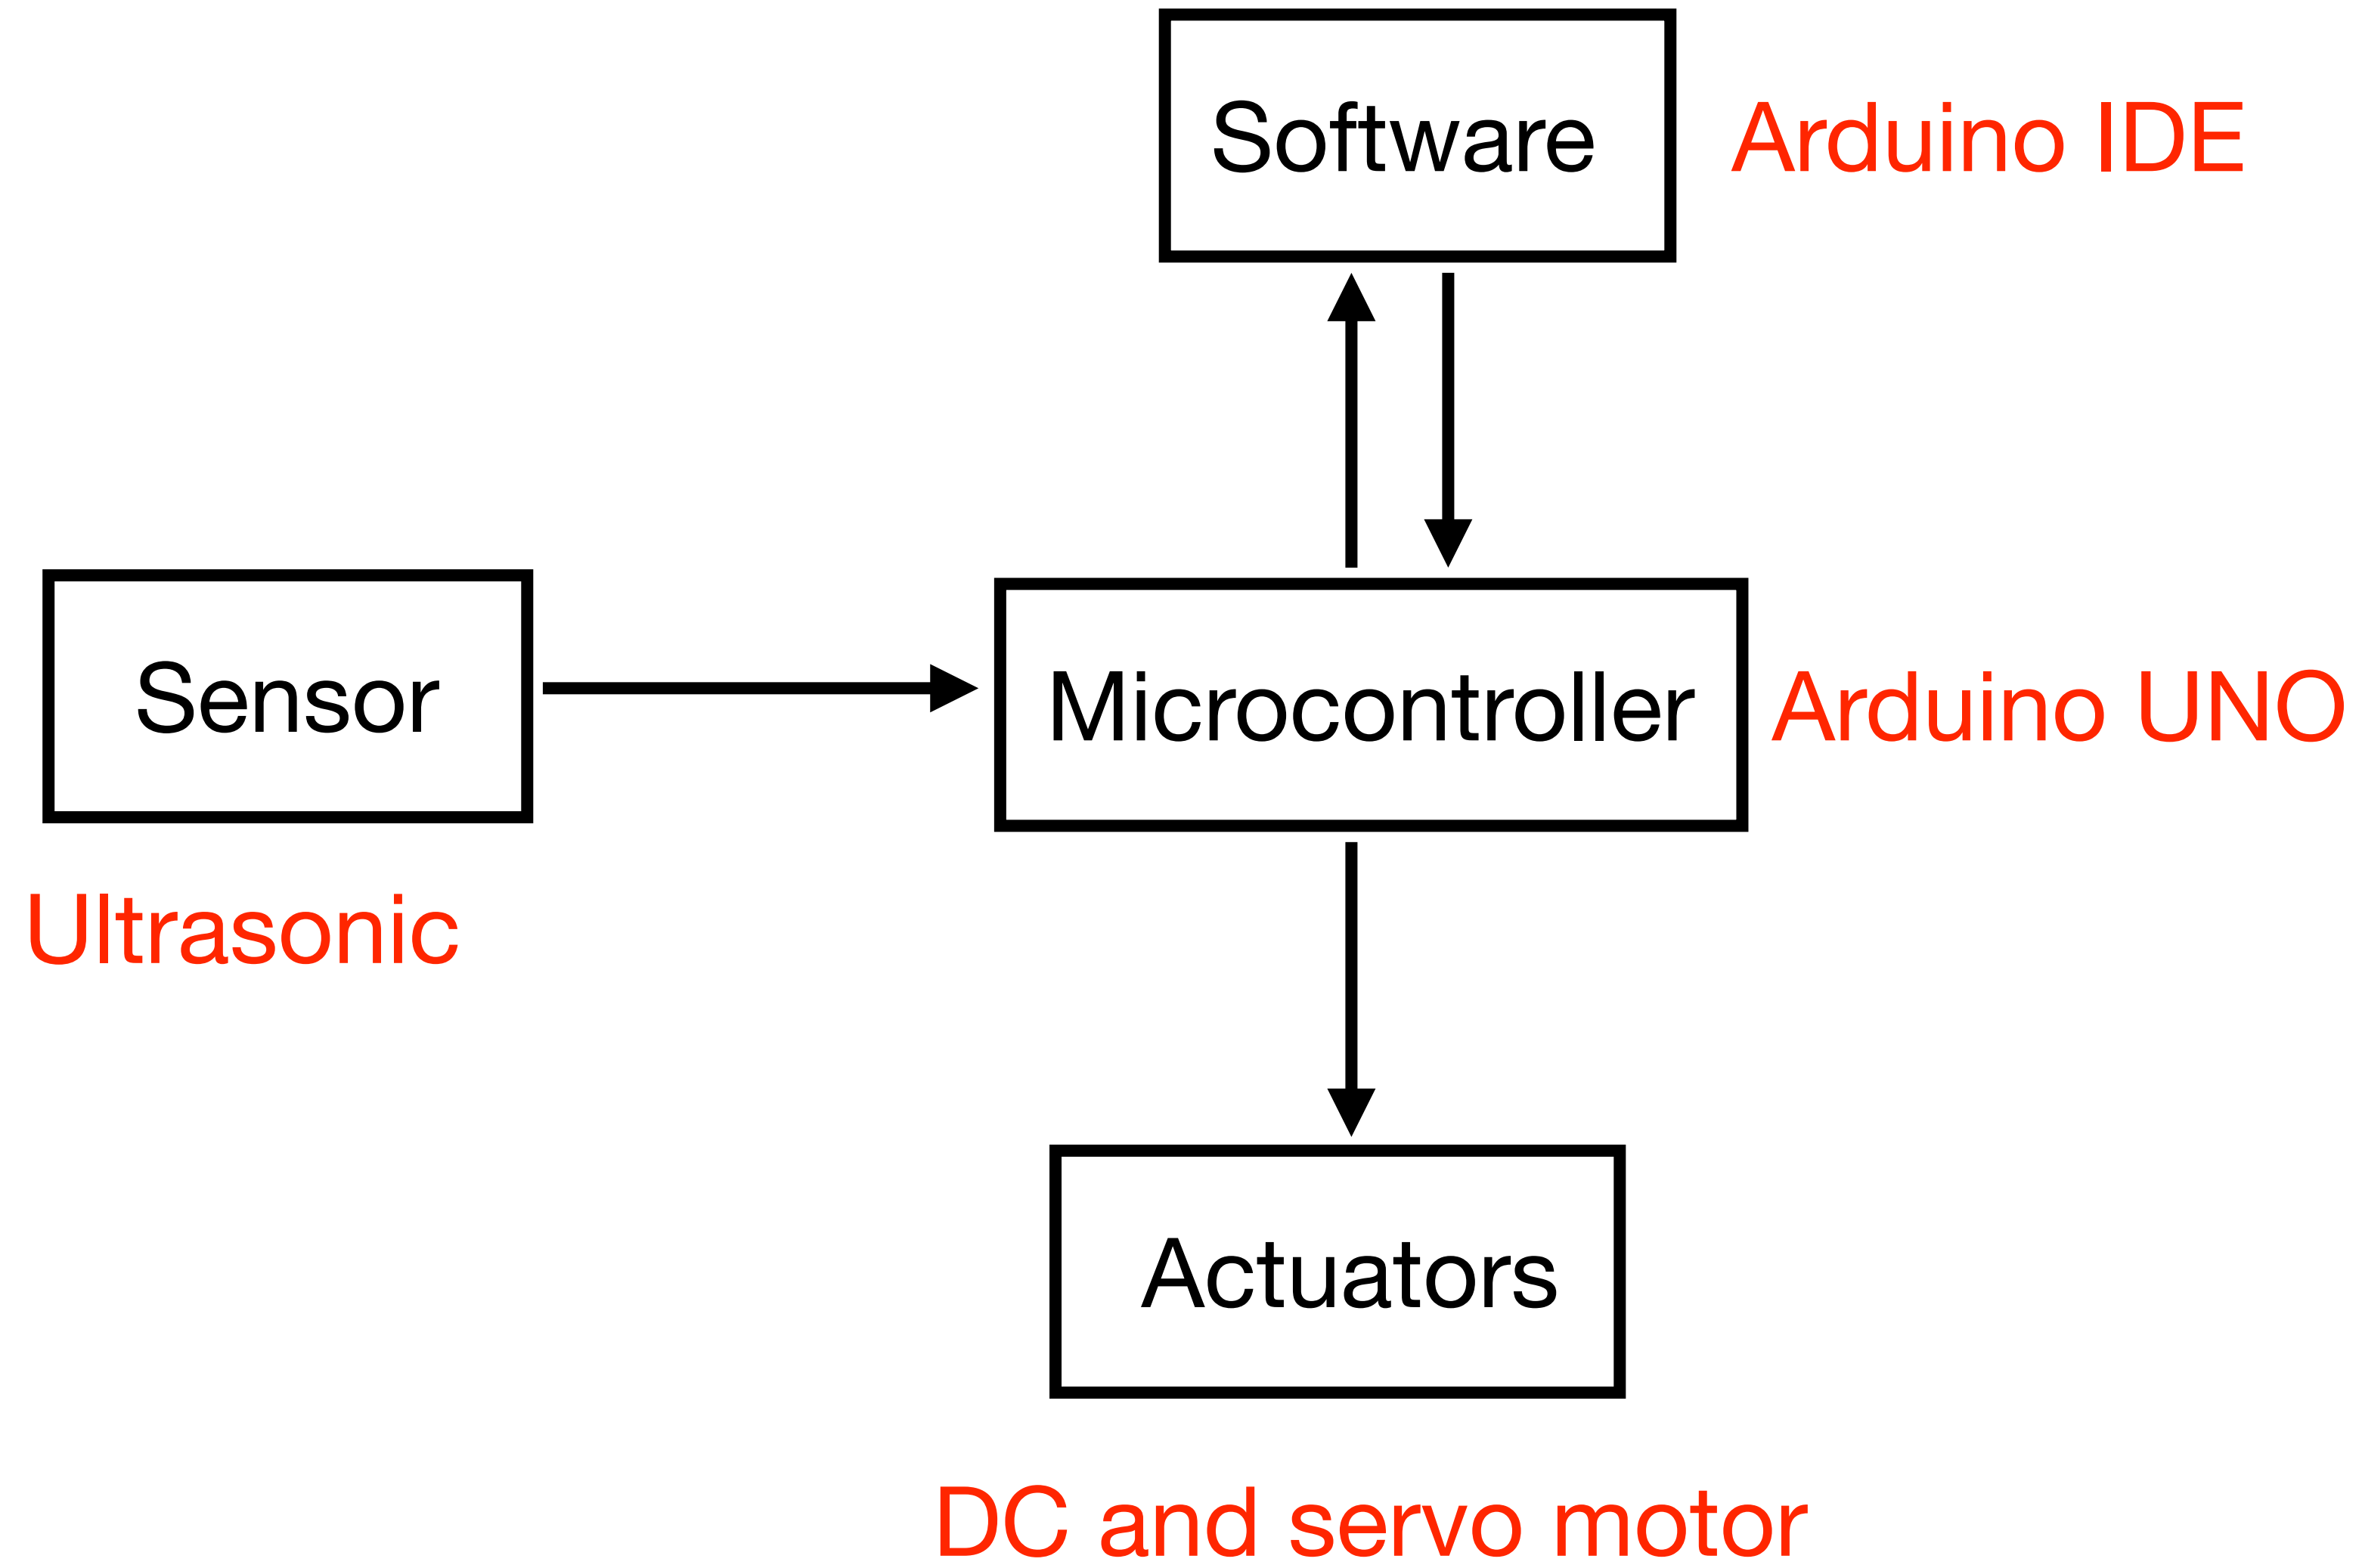 Software
Arduino IDE
Sensor
Microcontroller
Arduino UNO
Ultrasonic
Actuators
DC and servo motor